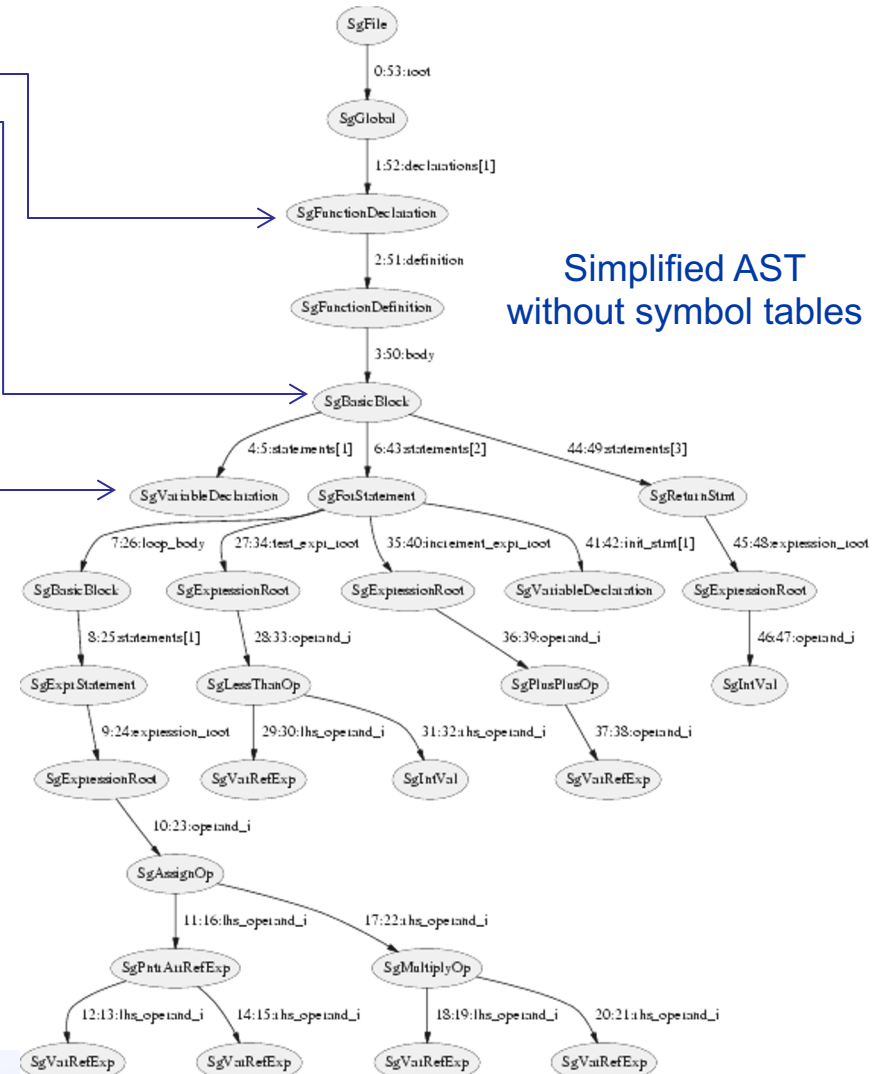 SgFile
0:53:root
SgGlobal
1:52:declarations[1]
SgFunctionDeclaration
2:51:definition
Simplified AST
without symbol tables
SgFunctionDefinition
3:50:body
SgBasicBlock
4:5:statements[1] 6:43:statements[2] 44:49:statements[3]
SgVariableDeclaration SgForStatement SgReturnStmt
7:26:loop_body 27:34:test_expr_root 35:40:increment_expr_root 41:42:init_stmt[1] 45:48:expression_root
SgBasicBlock SgExpressionRoot SgExpressionRoot SgVariableDeclaration SgExpressionRoot
8:25:statements[1] 28:33:operand_i 36:39:operand_i 46:47:operand_i
SgExprStatement SgLessThanOp SgPlusPlusOp SgIntVal
9:24:expression_root 29:30:lhs_operand_i 31:32:rhs_operand_i 37:38:operand_i
SgExpressionRoot SgVarRefExp SgIntVal SgVarRefExp
10:23:operand_i
SgAssignOp
11:16:lhs_operand_i 17:22:rhs_operand_i
SgPntrArrRefExp SgMultiplyOp
12:13:lhs_operand_i 14:15:rhs_operand_i 18:19:lhs_operand_i 20:21:rhs_operand_i
SgVarRefExp SgVarRefExp SgVarRefExp SgVarRefExp